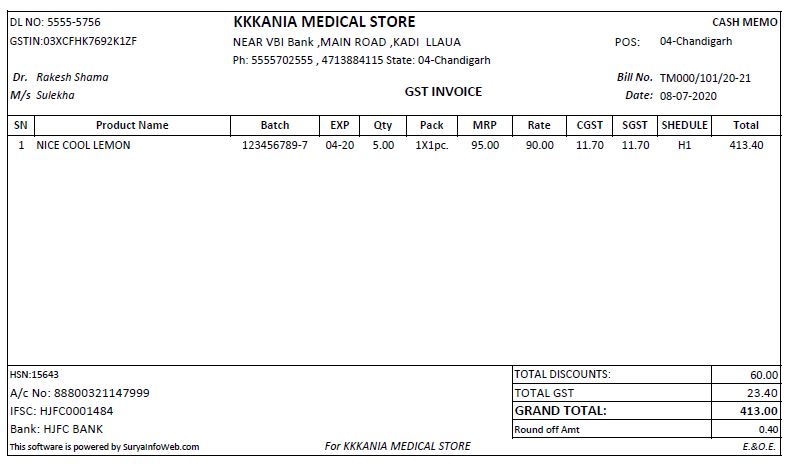 DL NO: 5555-5756 KKKANIA MEDICAL STORE CASH MEMO
GSTIN:03XCFHK7692K1ZF NEAR VBI Bank ,MAIN ROAD ,KADI LLAUA POS: 04-Chandigarh
Ph: 5555702555 , 4713884115 State: 04-Chandigarh
Dr. Rakesh Shama Bill No. TM000/101/20-21
M/s Sulekha GST INVOICE Date: 08-07-2020
SN Product Name Batch EXP Qty Pack MRP Rate CGST SGST SHEDULE Total
1 NICE COOL LEMON 123456789-7 04-20 5.00 1X1pc. 95.00 90.00 11.70 11.70 H1 413.40
HSN:15643 TOTAL DISCOUNTS: 60.00
A/c No: 88800321147999 TOTAL GST 23.40
IFSC: HJFC0001484 GRAND TOTAL: 413.00
Bank: HJFC BANK Round off Amt 0.40
This software is powered by SuryaInfoWeb.com For KKKANIA MEDICAL STORE E.&O.E.